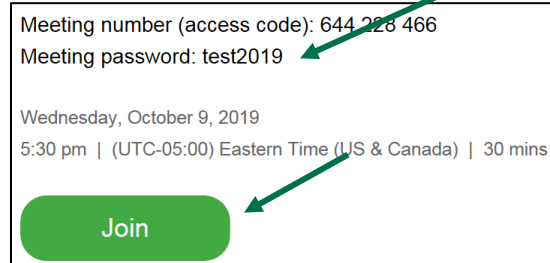 Meeting number (access code): 644 228 466
Meeting password: test2019
Wednesday, October 9, 2019
5:30 pm | (UTC-05:00) Eastern Time (US & Canada) | 30 mins
Join